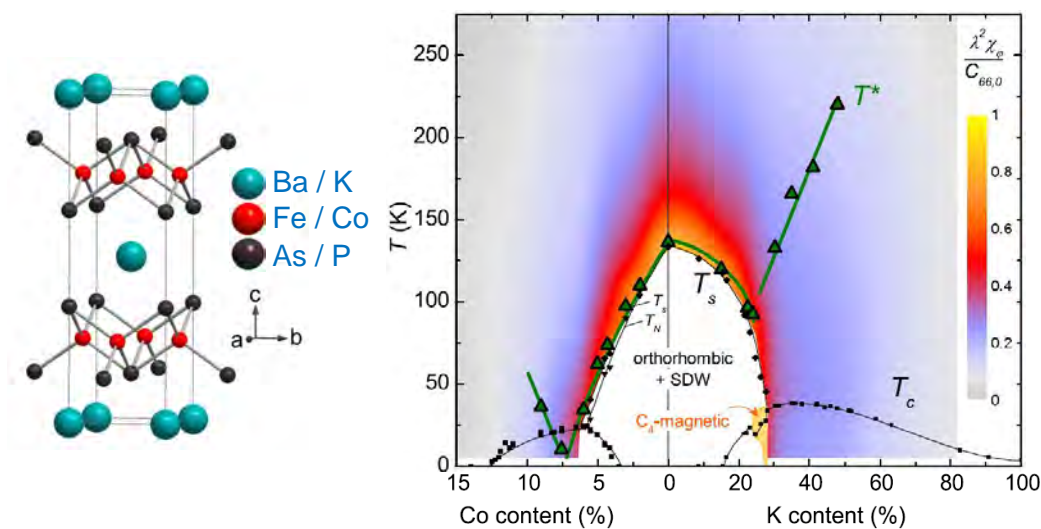 Ba / K
Fe / Co
As / P
c
a
b
T (K)
250
200
150
100
50
0
T*
T_s
T_s
T_N
orthorhombic
+ SDW
C₄-magnetic
T_c
λ²χ_φ
C_66,0
1
0.8
0.6
0.4
0.2
0
15 10 5 0 20 40 60 80 100
Co content (%) K content (%)